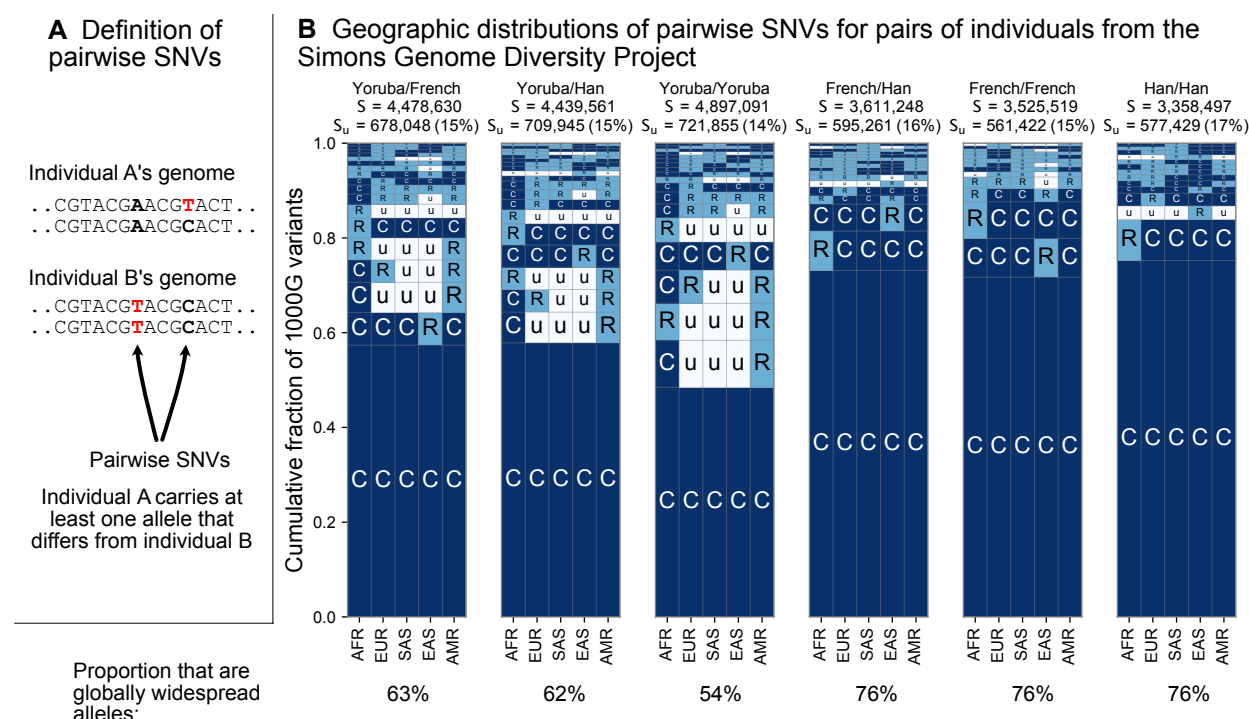 A Definition of
pairwise SNVs
Individual A's genome
..CGTACGAACGTACT..
..CGTACGAACGCACT..
Individual B's genome
..CGTACGTACGCACT..
..CGTACGTACGCACT..
Pairwise SNVs
Individual A carries at
least one allele that
differs from individual B
B Geographic distributions of pairwise SNVs for pairs of individuals from the
Simons Genome Diversity Project
Yoruba/French
S = 4,478,630
Su = 678,048 (15%)
Yoruba/Han
S = 4,439,561
Su = 709,945 (15%)
Yoruba/Yoruba
S = 4,897,091
Su = 721,855 (14%)
French/Han
S = 3,611,248
Su = 595,261 (16%)
French/French
S = 3,525,519
Su = 561,422 (15%)
Han/Han
S = 3,358,497
Su = 577,429 (17%)
Cumulative fraction of 1000G variants
1.0
0.8
0.6
0.4
0.2
0.0
R u u u u
R C C C C
R u u u R
C R u u R
C u u u R
C C C R C
C C C C C
AFR EUR SAS EAS AMR
R u u u u
R C C C C
C C C R C
R u u u R
C R u u R
C u u u R
C C C C C
AFR EUR SAS EAS AMR
R u u u u
C C C R C
C R u u R
R u u u R
C u u u R
C C C C C
AFR EUR SAS EAS AMR
C C C R C
R C C C C
C C C C C
AFR EUR SAS EAS AMR
R C C C C
C C C R C
C C C C C
AFR EUR SAS EAS AMR
u u u R u
R C C C C
C C C C C
AFR EUR SAS EAS AMR
Proportion that are
globally widespread
alleles:
63% 62% 54% 76% 76% 76%